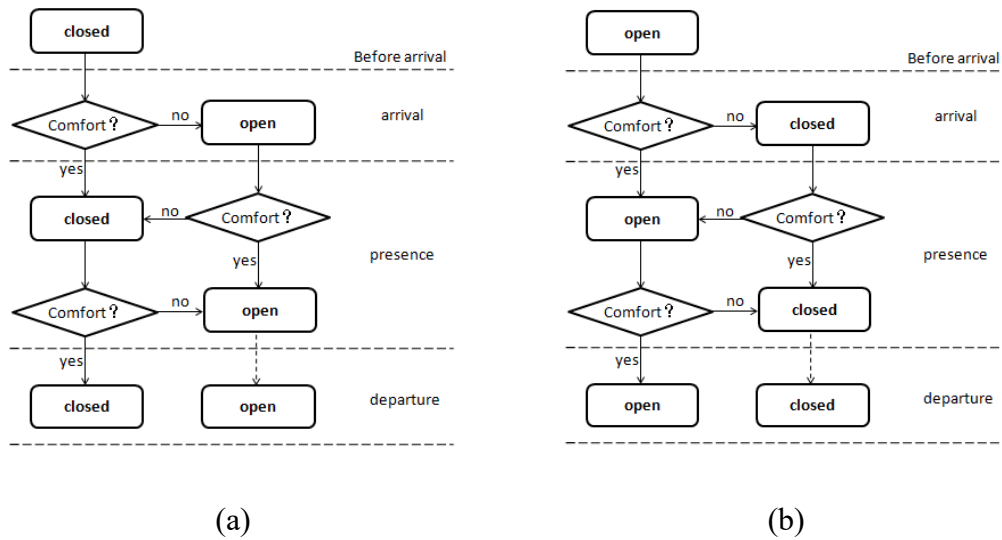 closed
Before arrival
Comfort？
no
open
arrival
yes
closed
no
Comfort？
yes
presence
Comfort？
no
open
yes
closed
open
departure
(a)
open
Before arrival
Comfort？
no
closed
arrival
yes
open
no
Comfort？
yes
presence
Comfort？
no
closed
yes
open
closed
departure
(b)